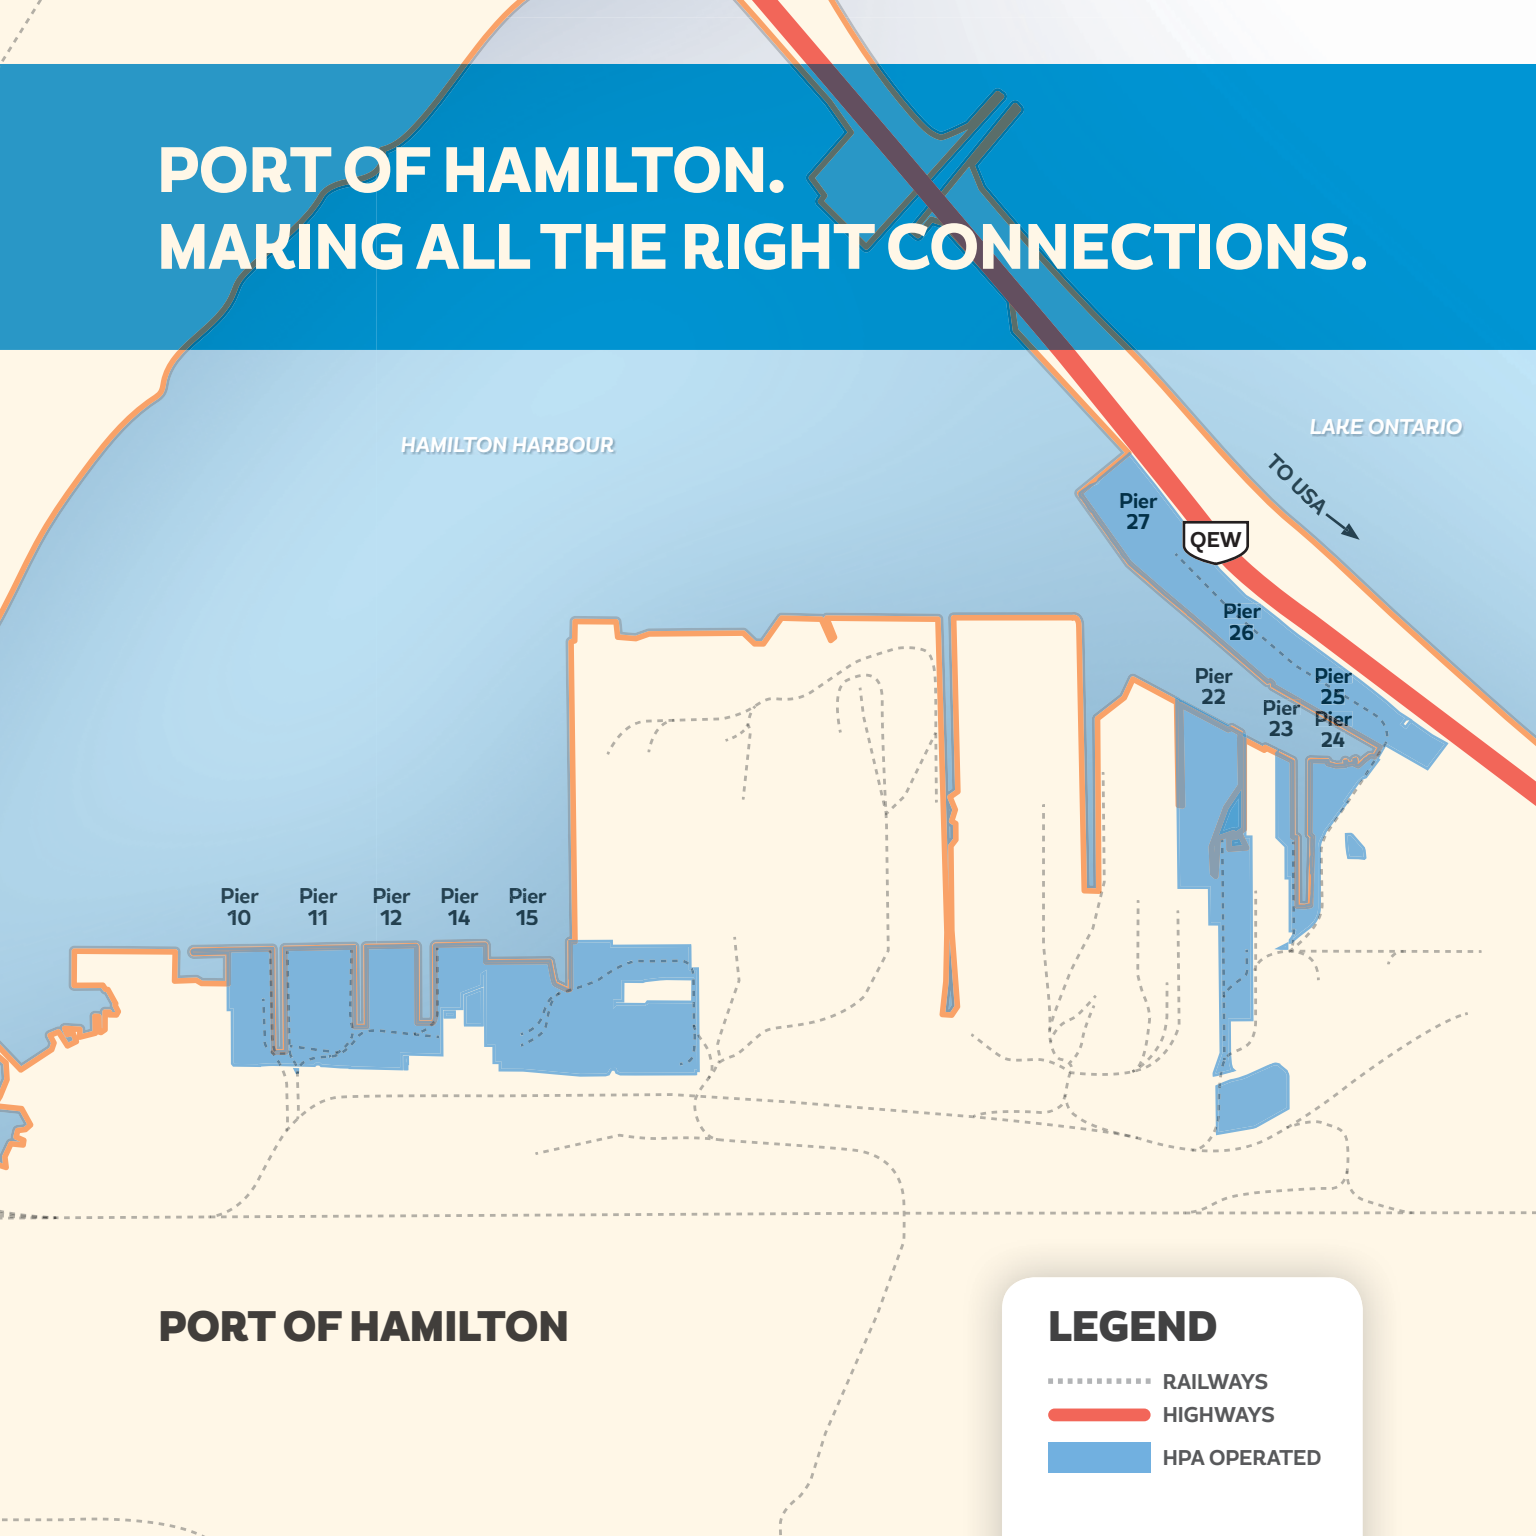 PORT OF HAMILTON.
MAKING ALL THE RIGHT CONNECTIONS.
HAMILTON HARBOUR
LAKE ONTARIO
TO USA
Pier
27
QEW
Pier
26
Pier
22
Pier
25
Pier
23
Pier
24
Pier
10
Pier
11
Pier
12
Pier
14
Pier
15
PORT OF HAMILTON
LEGEND
RAILWAYS
HIGHWAYS
HPA OPERATED